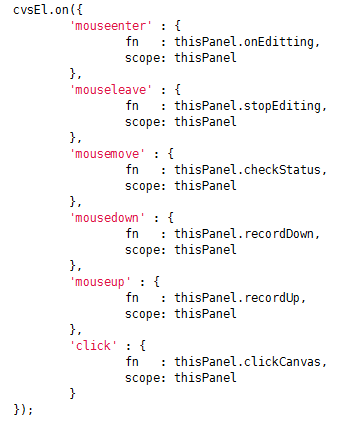 cvsEl.on({
        'mouseenter' : {
                fn   : thisPanel.onEditting,
                scope: thisPanel
        },
        'mouseleave' : {
                fn   : thisPanel.stopEditing,
                scope: thisPanel
        },
        'mousemove' : {
                fn   : thisPanel.checkStatus,
                scope: thisPanel
        },
        'mousedown' : {
                fn   : thisPanel.recordDown,
                scope: thisPanel
        },
        'mouseup' : {
                fn   : thisPanel.recordUp,
                scope: thisPanel
        },
        'click' : {
                fn   : thisPanel.clickCanvas,
                scope: thisPanel
        }
});